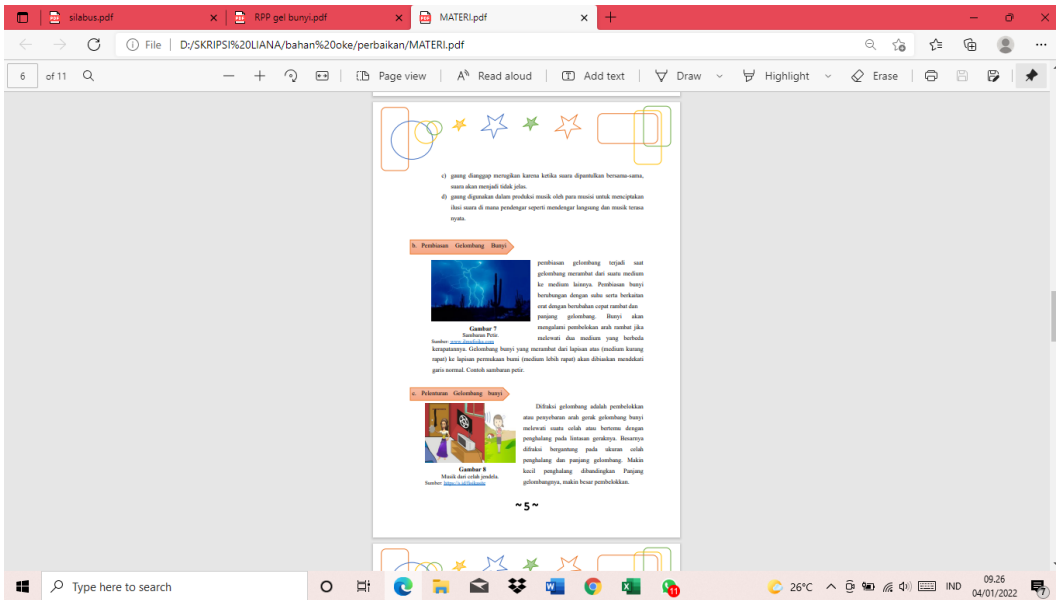 silabus.pdf
RPP gel bunyi.pdf
MATERI.pdf
File
D:/SKRIPSI%20LIANA/bahan%20oke/perbaikan/MATERI.pdf
6
of 11
Page view
Read aloud
Add text
Draw
Highlight
Erase
c) gaung dianggap merugikan karena ketika suara dipantulkan bersama-sama,
suara akan menjadi tidak jelas.
d) gaung digunakan dalam produksi musik oleh para musisi untuk menciptakan
ilusi suara di mana pendengar seperti mendengar langsung dan musik terasa
nyata.
b. Pembiasan Gelombang Bunyi
pembiasan gelombang terjadi saat
gelombang merambat dari suatu medium
ke medium lainnya. Pembiasan bunyi
berubungan dengan suhu serta berkaitan
erat dengan berubahan cepat rambat dan
panjang gelombang. Bunyi akan
mengalami pembelokan arah rambat jika
melewati dua medium yang berbeda
Gambar 7
Sambaran Petir.
Sumber: www.ilmufisika.com
kerapatannya. Gelombang bunyi yang merambat dari lapisan atas (medium kurang
rapat) ke lapisan permukaan bumi (medium lebih rapat) akan dibiaskan mendekati
garis normal. Contoh sambaran petir.
c. Pelenturan Gelombang bunyi
Difraksi gelombang adalah pembelokkan
atau penyebaran arah gerak gelombang bunyi
melewati suatu celah atau bertemu dengan
penghalang pada lintasan geraknya. Besarnya
difraksi bergantung pada ukuran celah
penghalang dan panjang gelombang. Makin
kecil penghalang dibandingkan Panjang
gelombangnya, makin besar pembelokkan.
Gambar 8
Musik dari celah jendela.
Sumber:
~ 5 ~
Type here to search
11
26°C
IND
09.26
04/01/2022
7